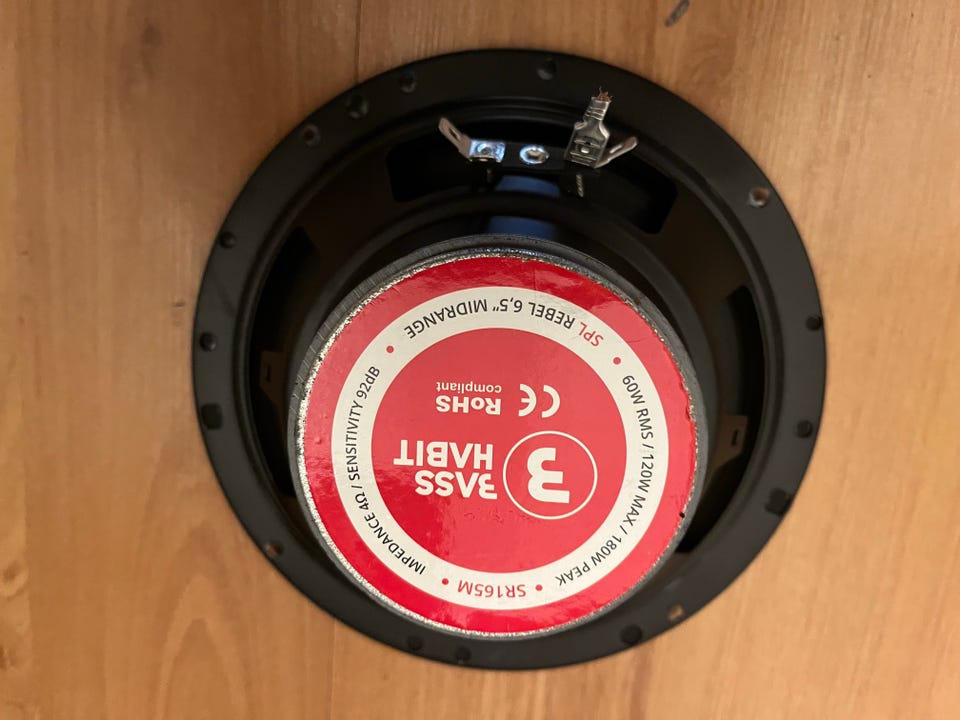 SPL REBEL 6,5" MIDRANGE
60W RMS / 120W MAX / 180W PEAK
SR165M
IMPEDANCE 4Ω / SENSITIVITY 92dB
3
BASS
HABIT
CE RoHS
compliant